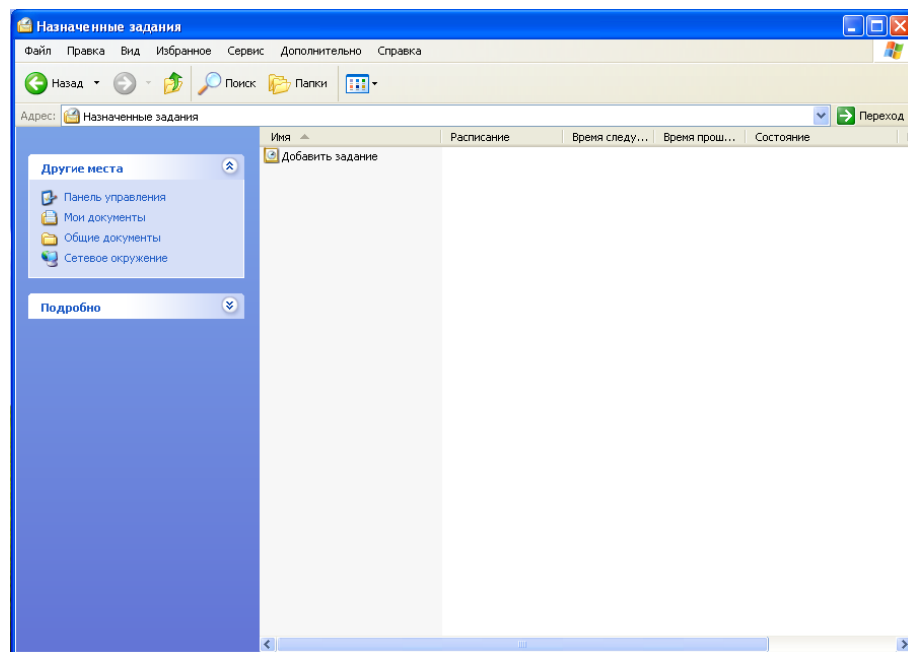 Назначенные задания
Файл Правка Вид Избранное Сервис Дополнительно Справка
Назад Поиск Папки
Адрес: Назначенные задания Переход
Имя Расписание Время следу... Время прош... Состояние
Добавить задание
Другие места
Панель управления
Мои документы
Общие документы
Сетевое окружение
Подробно